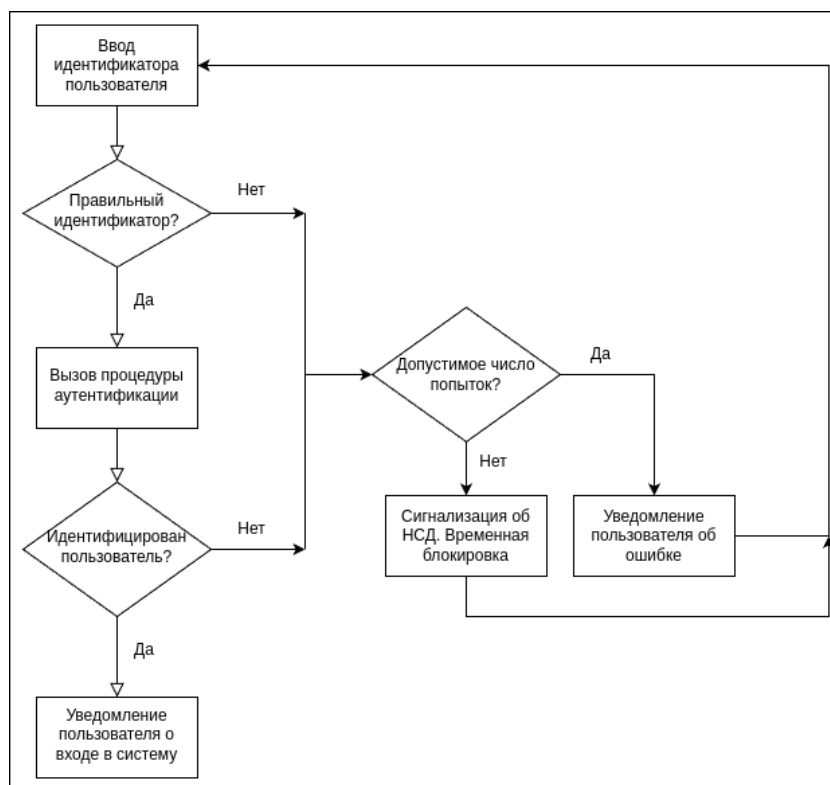 Ввод
идентификатора
пользователя
Правильный
идентификатор?
Нет
Да
Вызов процедуры
аутентификации
Допустимое число
попыток?
Да
Нет
Идентифицирован
пользователь?
Нет
Сигнализация об
НСД. Временная
блокировка
Уведомление
пользователя об
ошибке
Да
Уведомление
пользователя о
входе в систему